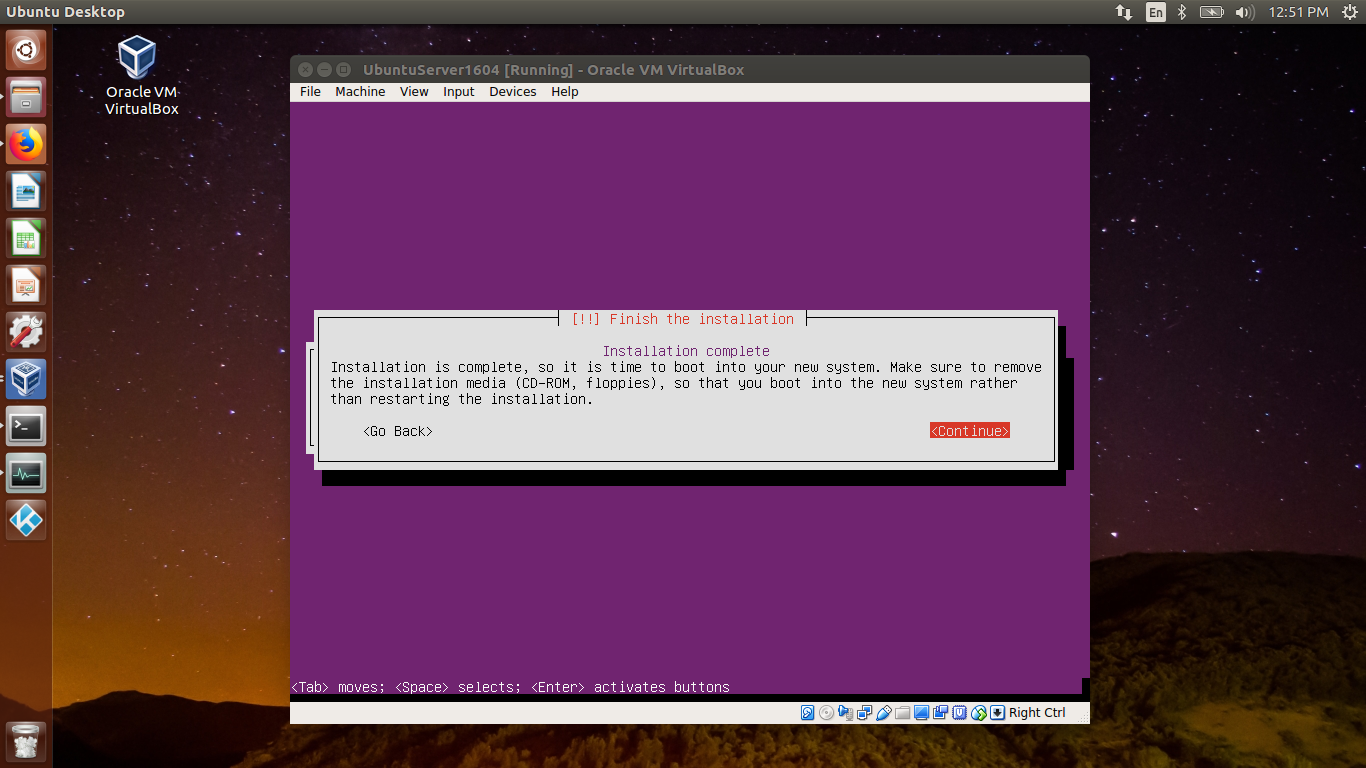 Ubuntu Desktop
En
12:51 PM
Oracle VM
VirtualBox
UbuntuServer1604 [Running] - Oracle VM VirtualBox
File Machine View Input Devices Help
[!!] Finish the installation
Installation complete
Installation is complete, so it is time to boot into your new system. Make sure to remove
the installation media (CD-ROM, floppies), so that you boot into the new system rather
than restarting the installation.
<Go Back>
<Continue>
<Tab> moves; <Space> selects; <Enter> activates buttons
Right Ctrl